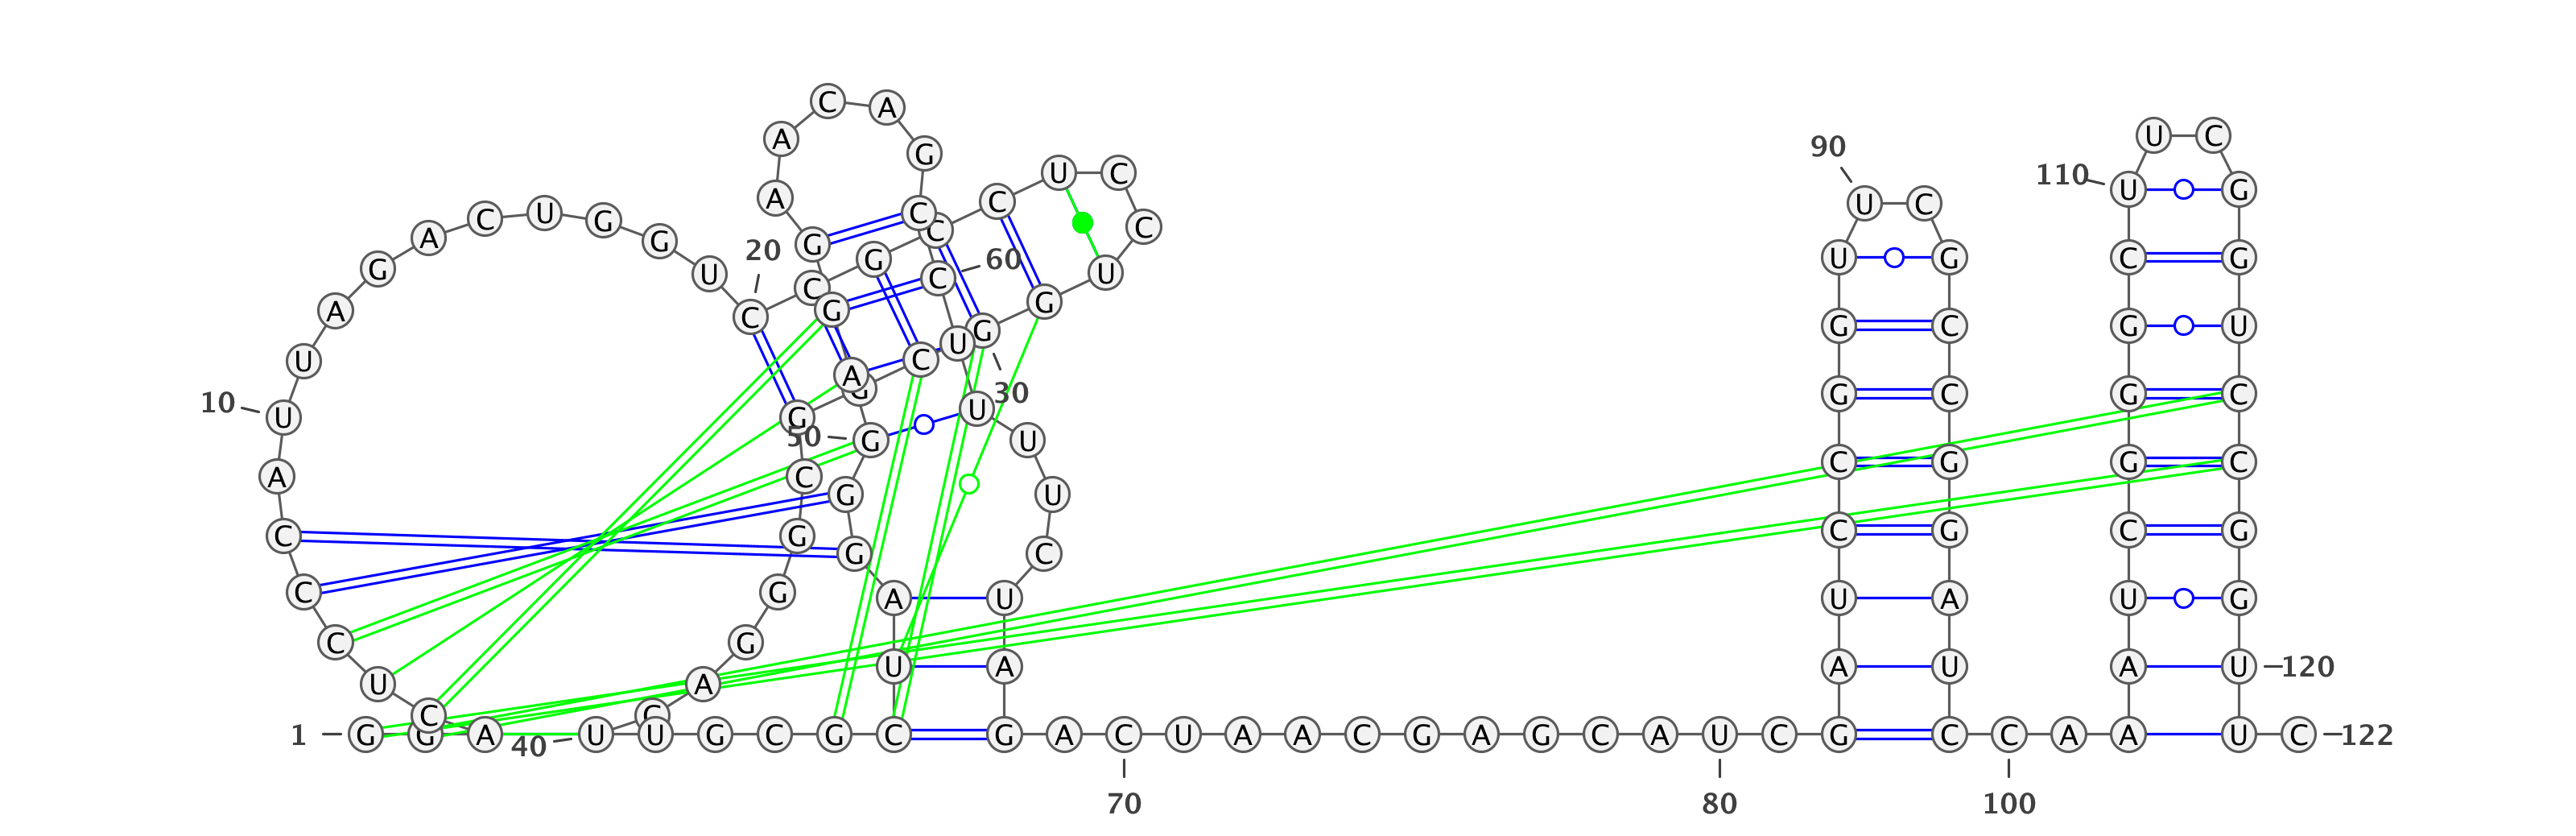 1
G G A C U C C C A U
10
U A G A C U G G U C
20
C G C C U C C U G G
30
C G G C G G G A C U
40
U G C G C U A G G G
50
A G G A A C A G C C
60
U U U U C U A G A C
70
U A A C G A G C A U
80
C G A U C C G G U U
90
C G C C G G A U C C
100
A A A U C G G G C U
110
U C G G U C C G G U
120
U C
122